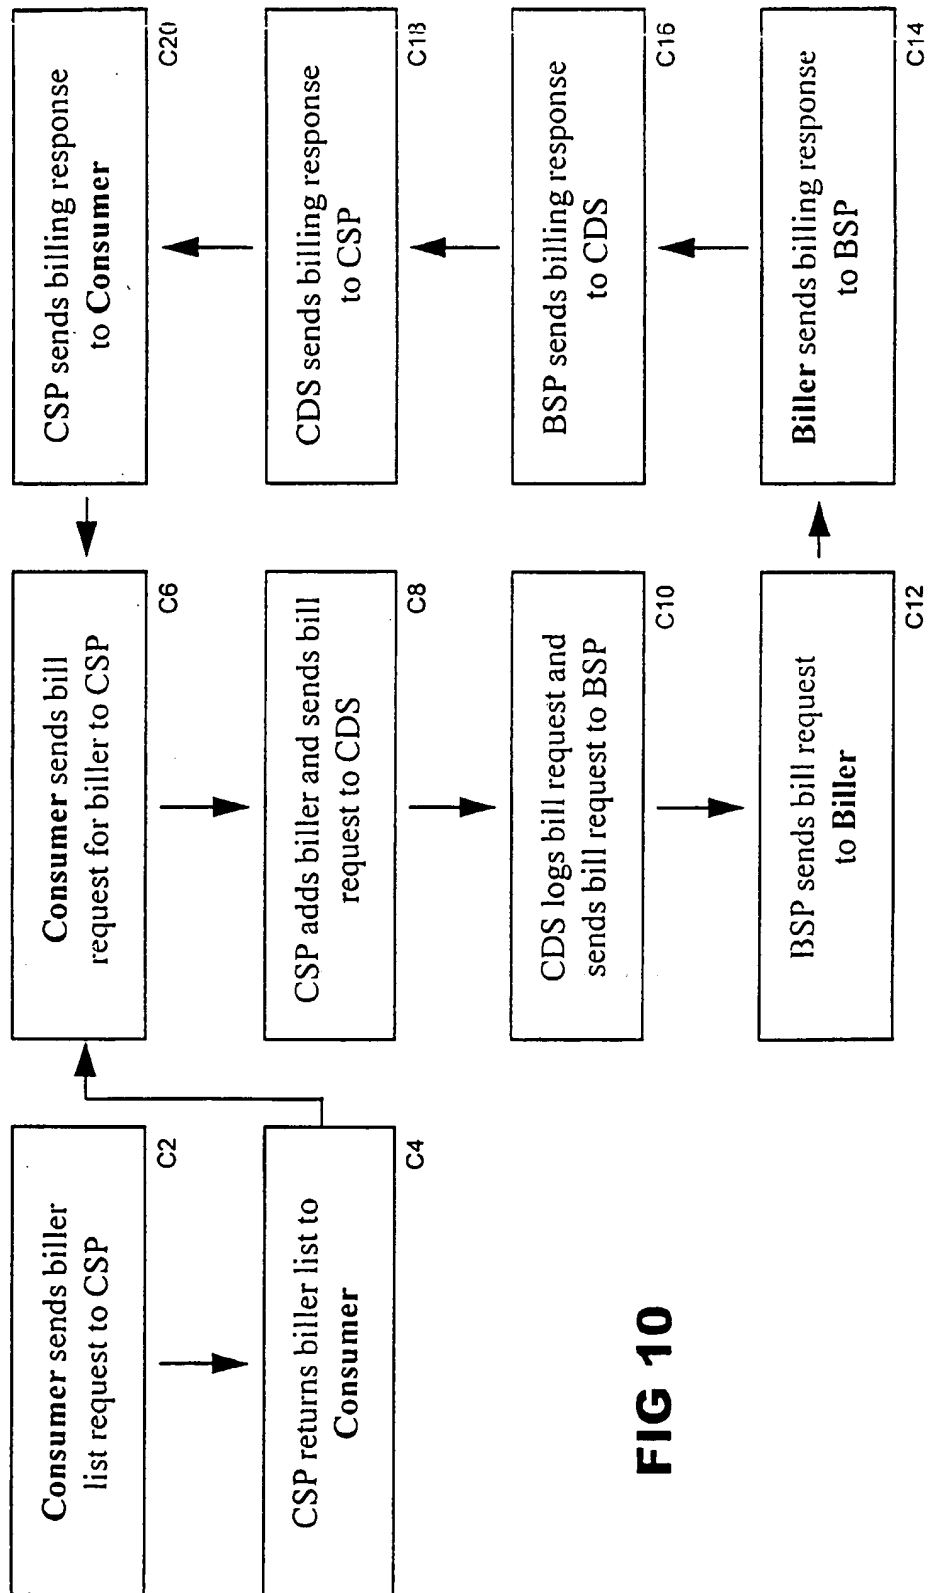 Consumer sends biller
list request to CSP
C2
CSP returns biller list to
Consumer
C4
Consumer sends bill
request for biller to CSP
C6
CSP adds biller and sends bill
request to CDS
C8
CDS logs bill request and
sends bill request to BSP
C10
BSP sends bill request
to Biller
C12
Biller sends billing response
to BSP
C14
BSP sends billing response
to CDS
C16
CDS sends billing response
to CSP
C18
CSP sends billing response
to Consumer
C20
FIG 10